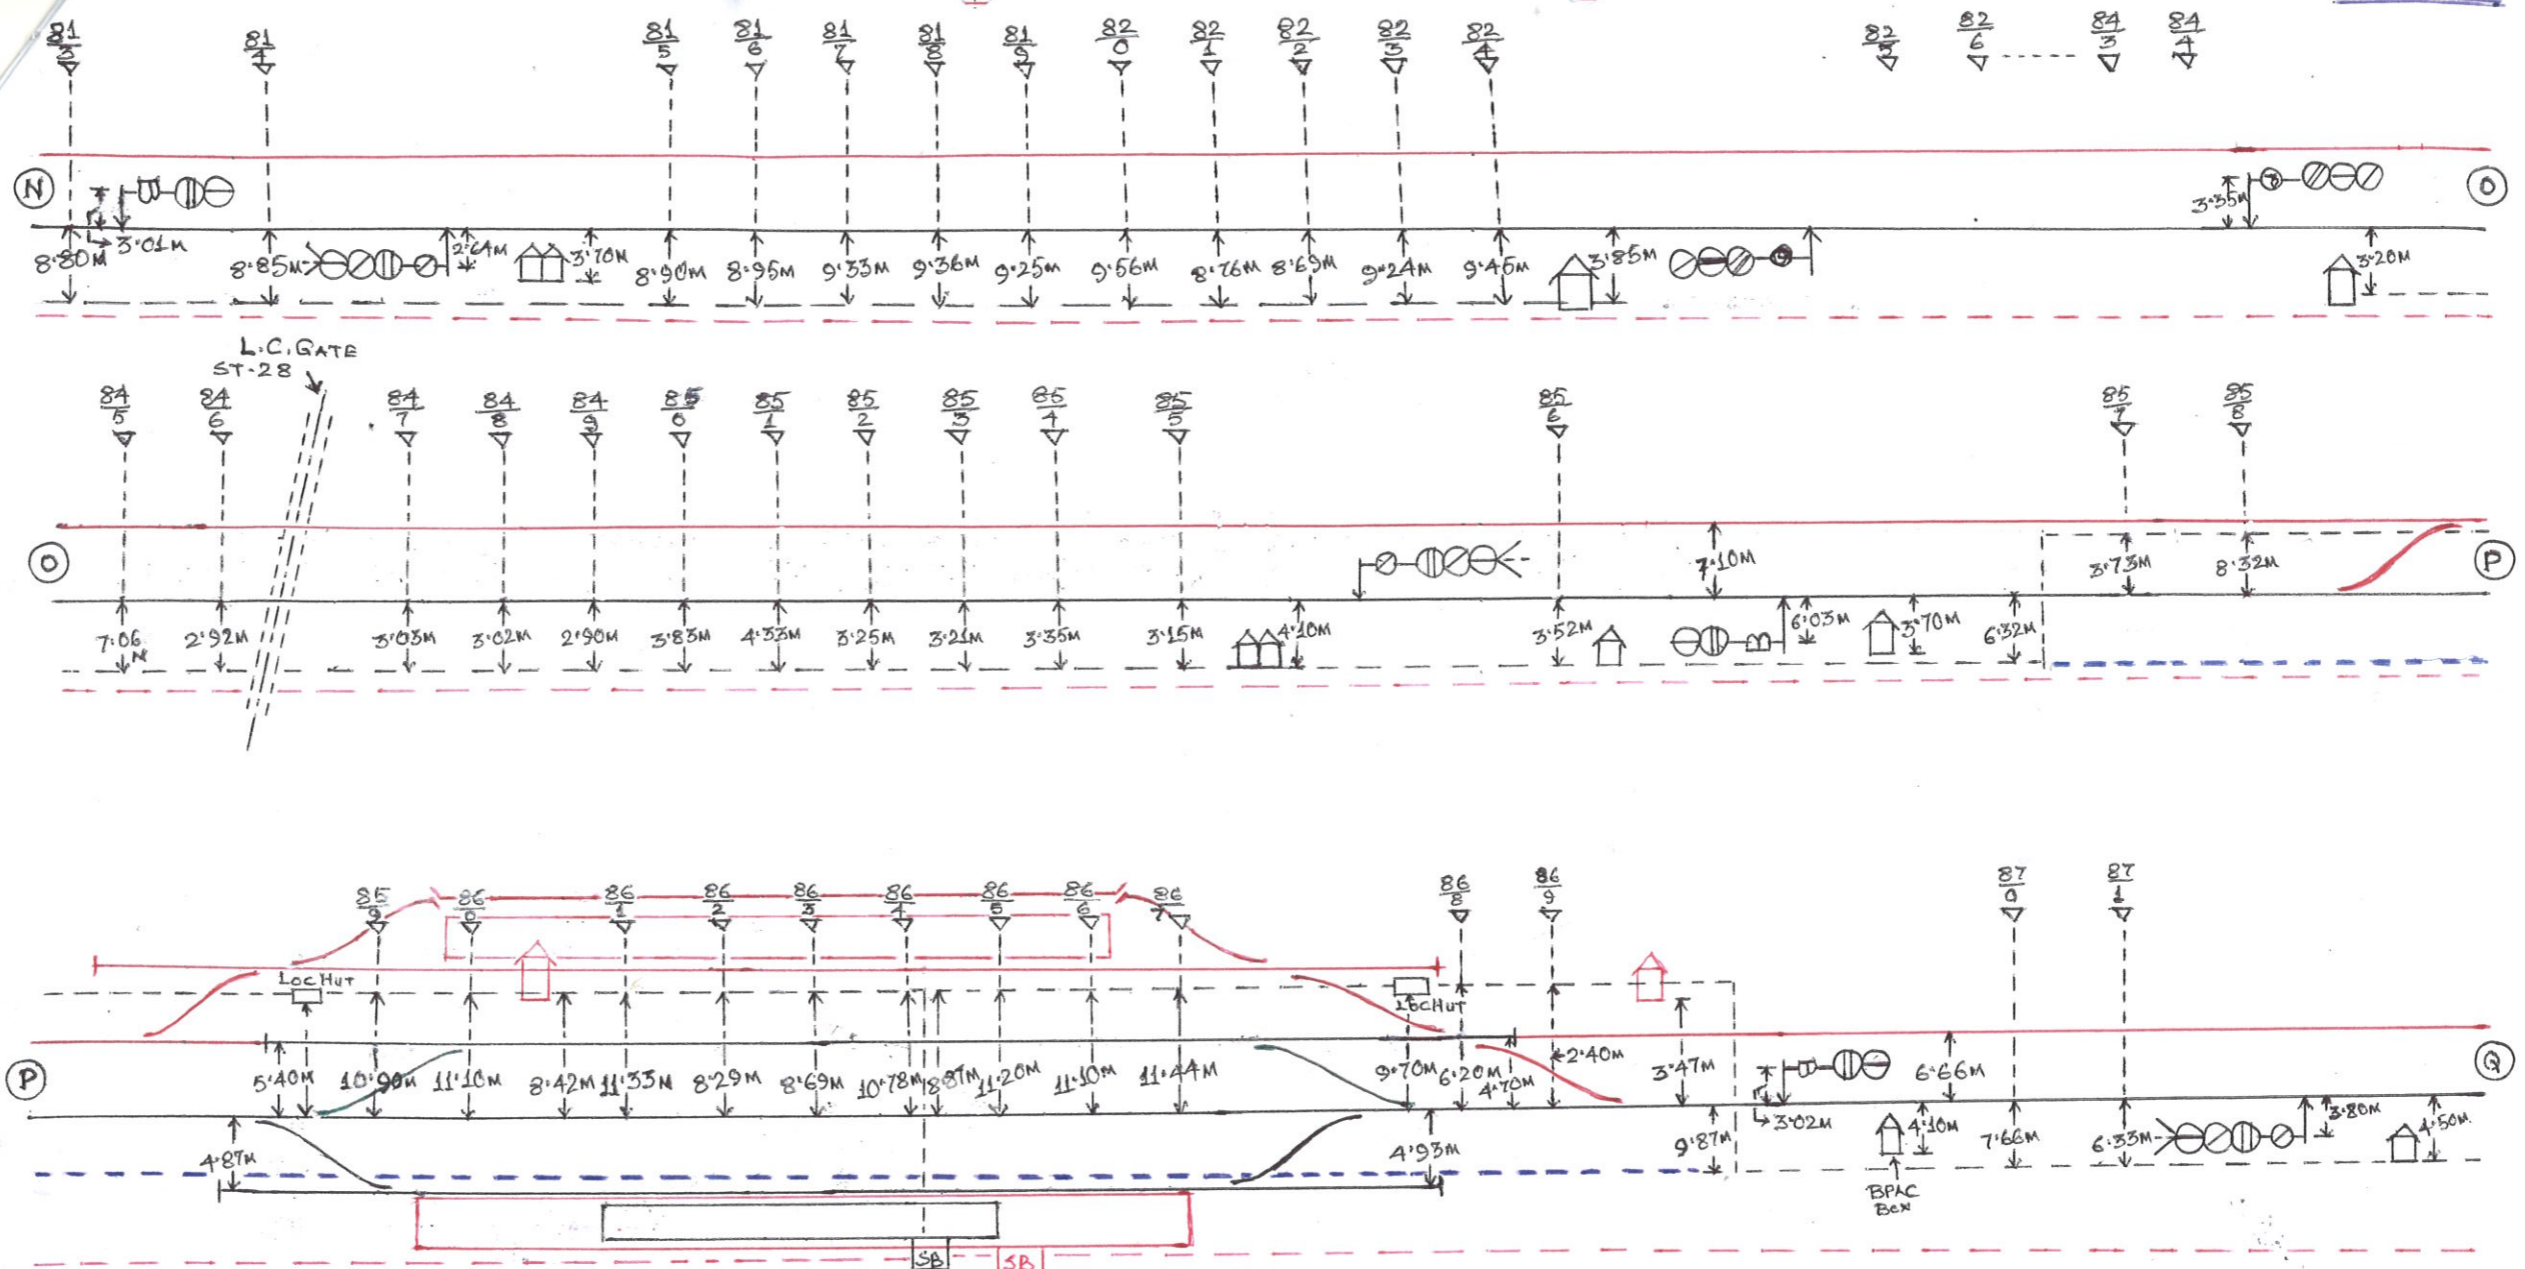 81/3 81/4 81/5 81/6 81/7 81/8 81/9 82/0 82/1 82/2 82/3 82/4 82/5 82/6 84/3 84/4
N 3·35M O
8·80M 3·01M 8·85M 2·64M 3·70M 8·90M 8·95M 9·33M 9·36M 9·25M 9·56M 8·76M 8·69M 9·24M 9·45M 3·85M 3·20M
L.C. GATE
ST-28
84/5 84/6 84/7 84/8 84/9 85/0 85/1 85/2 85/3 85/4 85/5 85/6 85/7 85/8
O 7·10M 3·73M 8·32M P
7·06 M 2·92M 3·03M 3·02M 2·90M 3·83M 4·33M 3·25M 3·21M 3·35M 3·15M 4·10M 3·52M 6·03M 3·70M 6·32M
85/9 86/0 86/1 86/2 86/3 86/4 86/5 86/6 86/7 86/8 86/9 87/0 87/1
LOC HUT LOC HUT
P 5·40M 10·90M 11·10M 8·42M 11·33M 8·29M 8·69M 10·78M 8·87M 11·20M 11·10M 11·44M 9·70M 6·20M 4·70M 2·40M 3·47M 6·66M Q
4·87M 4·93M 9·87M 3·02M 4·10M 7·66M 6·33M 3·80M 4·50M
BPAC
Box
SB SB